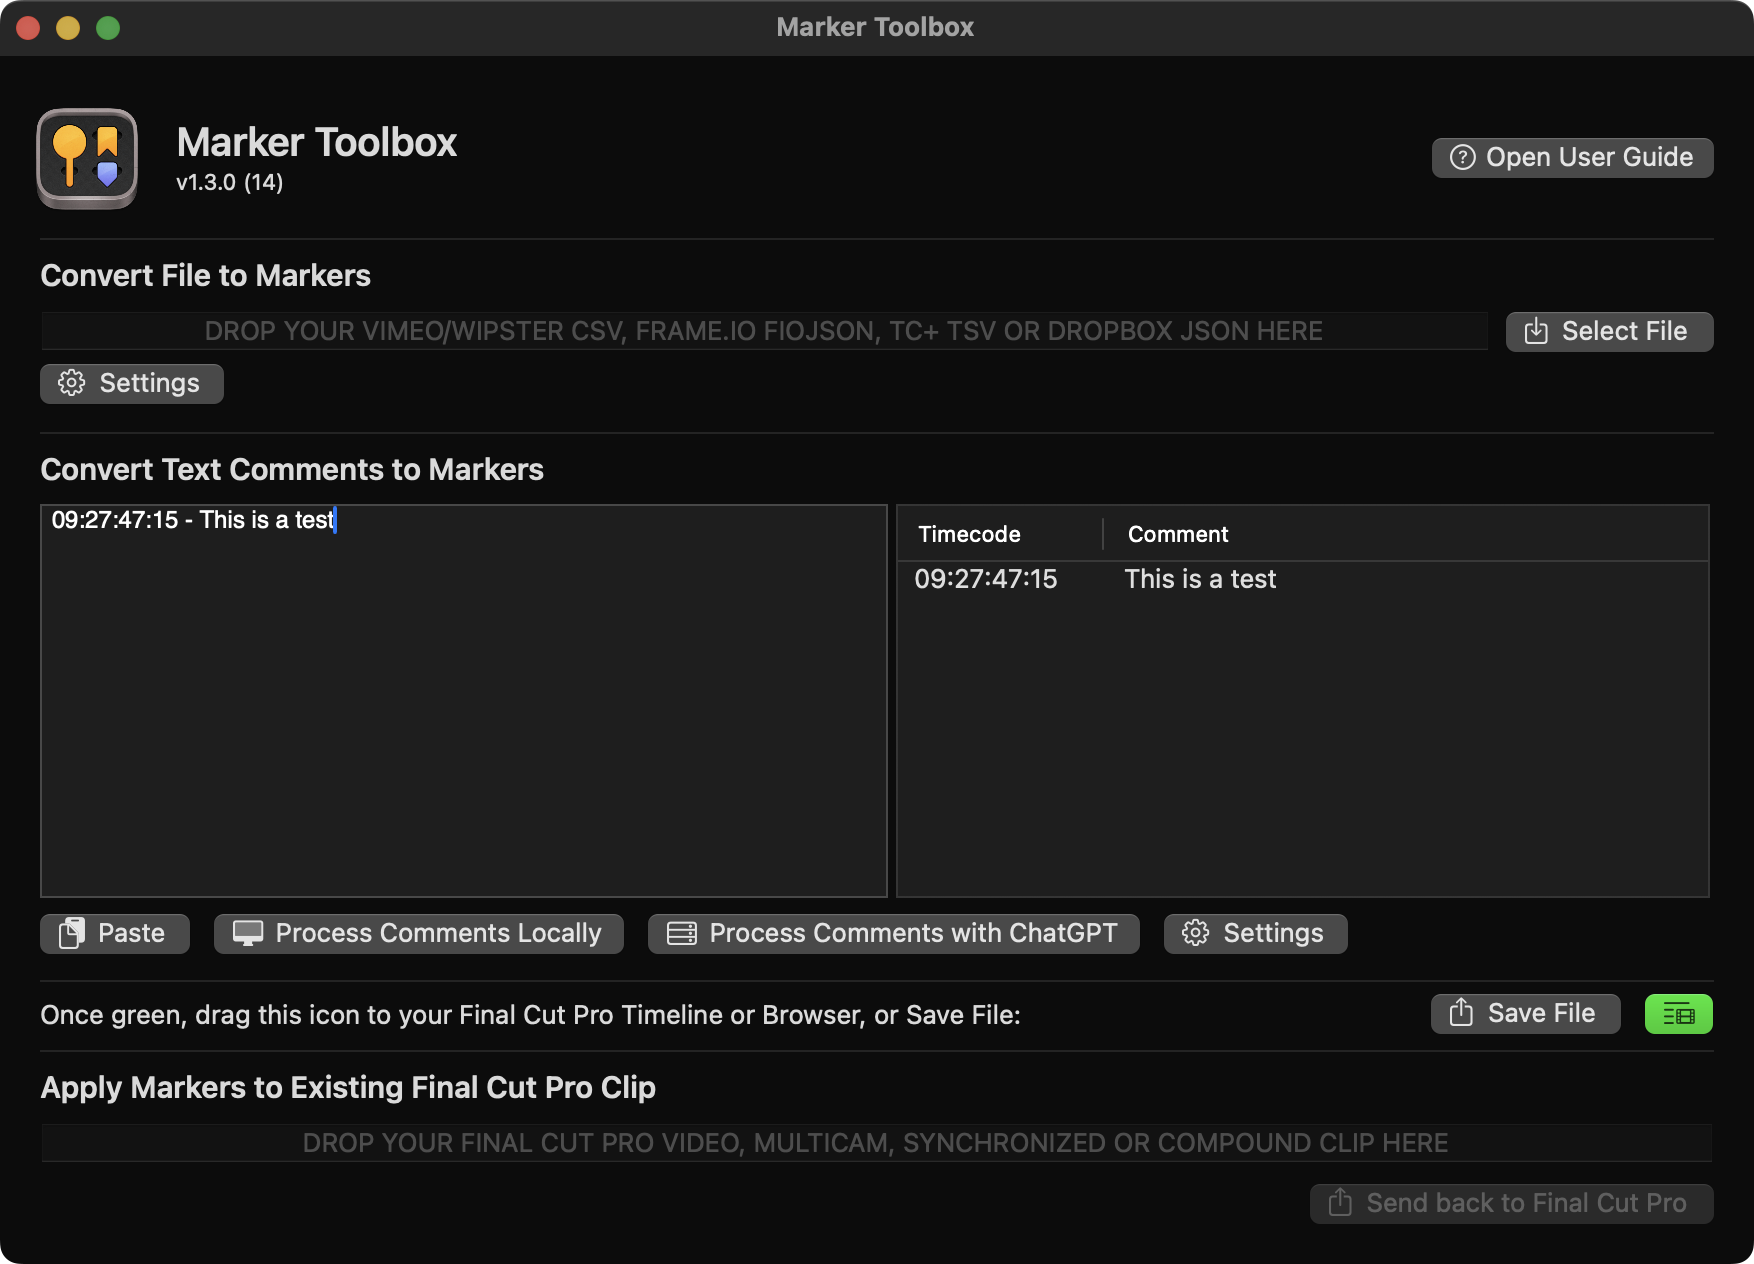 Marker Toolbox
Marker Toolbox
v1.3.0 (14)
Open User Guide
Convert File to Markers
DROP YOUR VIMEO/WIPSTER CSV, FRAME.IO FIOJSON, TC+ TSV OR DROPBOX JSON HERE
Select File
Settings
Convert Text Comments to Markers
09:27:47:15 - This is a test
Timecode Comment
09:27:47:15 This is a test
Paste Process Comments Locally Process Comments with ChatGPT Settings
Once green, drag this icon to your Final Cut Pro Timeline or Browser, or Save File:
Save File
Apply Markers to Existing Final Cut Pro Clip
DROP YOUR FINAL CUT PRO VIDEO, MULTICAM, SYNCHRONIZED OR COMPOUND CLIP HERE
Send back to Final Cut Pro